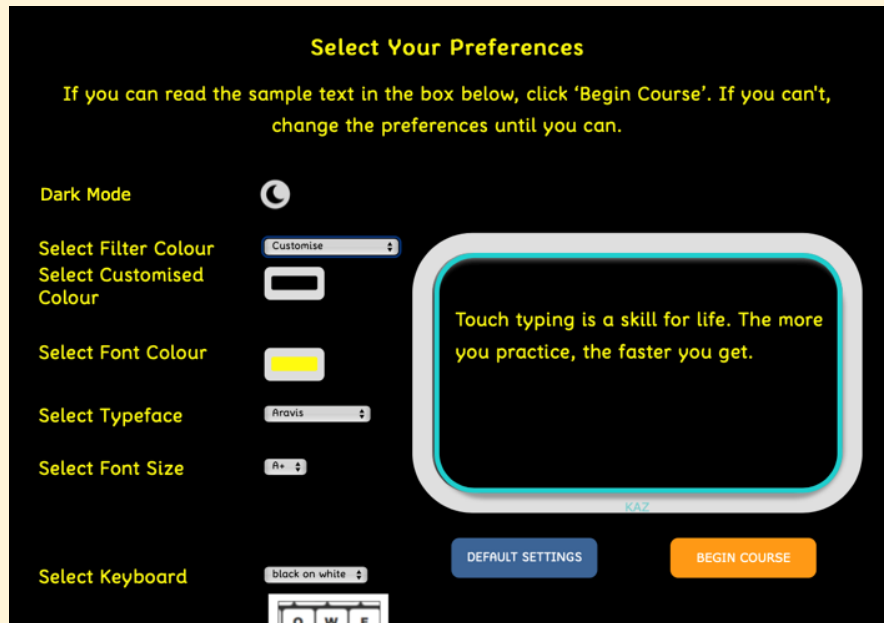 Select Your Preferences
If you can read the sample text in the box below, click ‘Begin Course’. If you can't,
change the preferences until you can.
Dark Mode
Select Filter Colour
Customise
Select Customised
Colour
Select Font Colour
Select Typeface
Aravis
Select Font Size
A+
Touch typing is a skill for life. The more
you practice, the faster you get.
KAZ
DEFAULT SETTINGS
BEGIN COURSE
Select Keyboard
black on white
Q W E